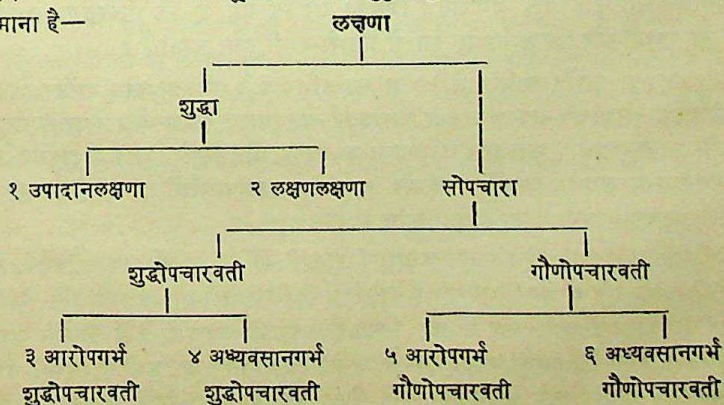 माना है— लक्षणा
शुद्धा
१ उपादानलक्षणा २ लक्षणलक्षणा सोपचारा
शुद्धोपचारवती गौणोपचारवती
३ आरोपगर्भ ४ अध्यवसानगर्भ ५ आरोपगर्भ ६ अध्यवसानगर्भ
शुद्धोपचारवती शुद्धोपचारवती गौणोपचारवती गौणोपचारवती